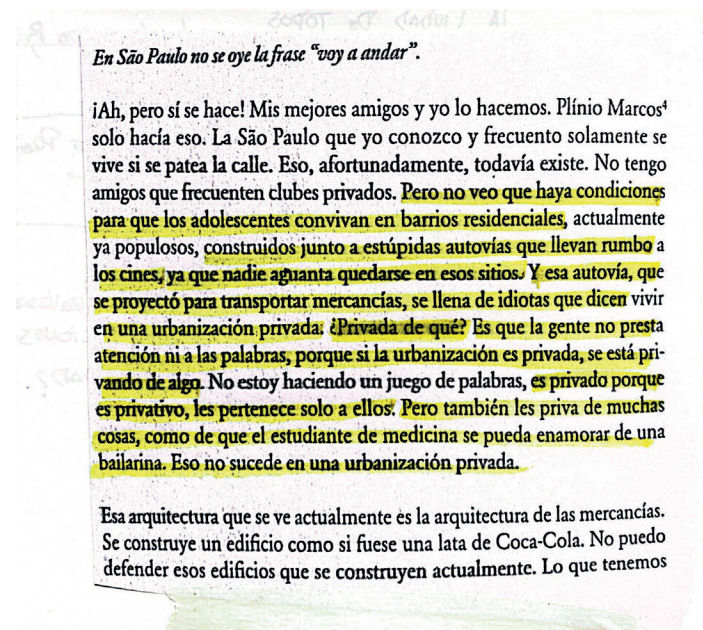 LA CIUDAD DE TODOS
En São Paulo no se oye la frase “voy a andar”.
¡Ah, pero sí se hace! Mis mejores amigos y yo lo hacemos. Plínio Marcos⁴
solo hacía eso. La São Paulo que yo conozco y frecuento solamente se
vive si se patea la calle. Eso, afortunadamente, todavía existe. No tengo
amigos que frecuenten clubes privados. Pero no veo que haya condiciones
para que los adolescentes convivan en barrios residenciales, actualmente
ya populosos, construidos junto a estúpidas autovías que llevan rumbo a
los cines, ya que nadie aguanta quedarse en esos sitios. Y esa autovía, que
se proyectó para transportar mercancías, se llena de idiotas que dicen vivir
en una urbanización privada. ¿Privada de qué? Es que la gente no presta
atención ni a las palabras, porque si la urbanización es privada, se está pri-
vando de algo. No estoy haciendo un juego de palabras, es privado porque
es privativo, les pertenece solo a ellos. Pero también les priva de muchas
cosas, como de que el estudiante de medicina se pueda enamorar de una
bailarina. Eso no sucede en una urbanización privada.
Esa arquitectura que se ve actualmente es la arquitectura de las mercancías.
Se construye un edificio como si fuese una lata de Coca-Cola. No puedo
defender esos edificios que se construyen actualmente. Lo que tenemos